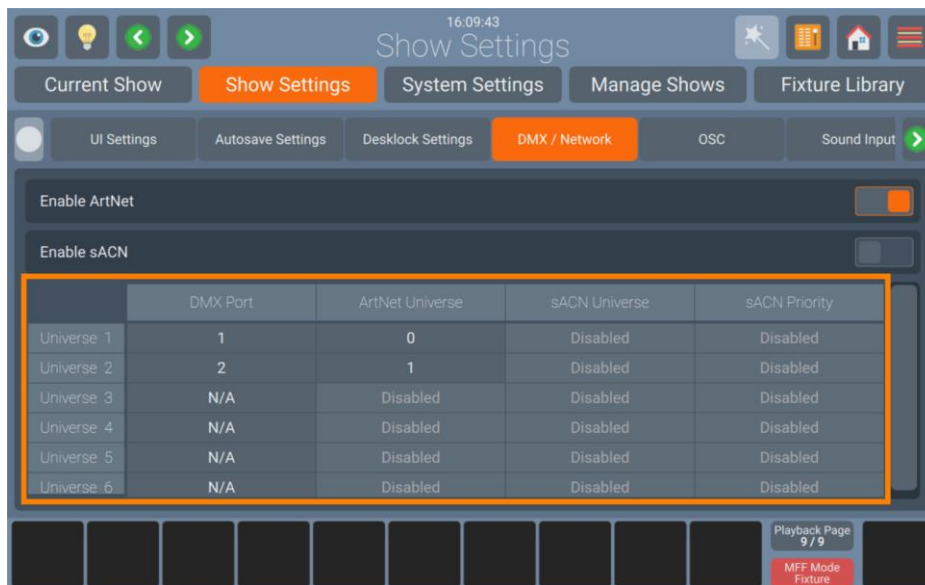 16:09:43
Show Settings
Current Show Show Settings System Settings Manage Shows Fixture Library
UI Settings Autosave Settings Desklock Settings DMX / Network OSC Sound Input
Enable ArtNet
Enable sACN
DMX Port ArtNet Universe sACN Universe sACN Priority
Universe 1 1 0 Disabled Disabled
Universe 2 2 1 Disabled Disabled
Universe 3 N/A Disabled Disabled Disabled
Universe 4 N/A Disabled Disabled Disabled
Universe 5 N/A Disabled Disabled Disabled
Universe 6 N/A Disabled Disabled Disabled
Playback Page
9 / 9
MFF Mode
Fixture